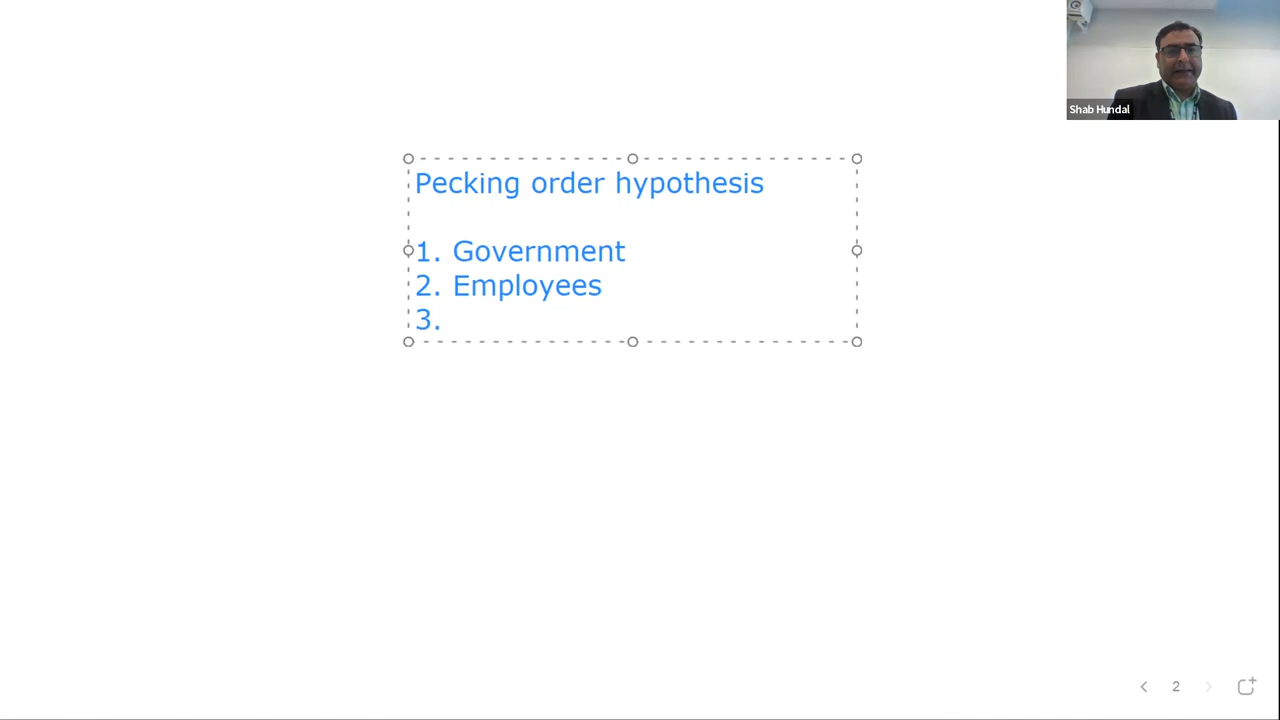 Shab Hundal
Pecking order hypothesis
1. Government
2. Employees
3.
2